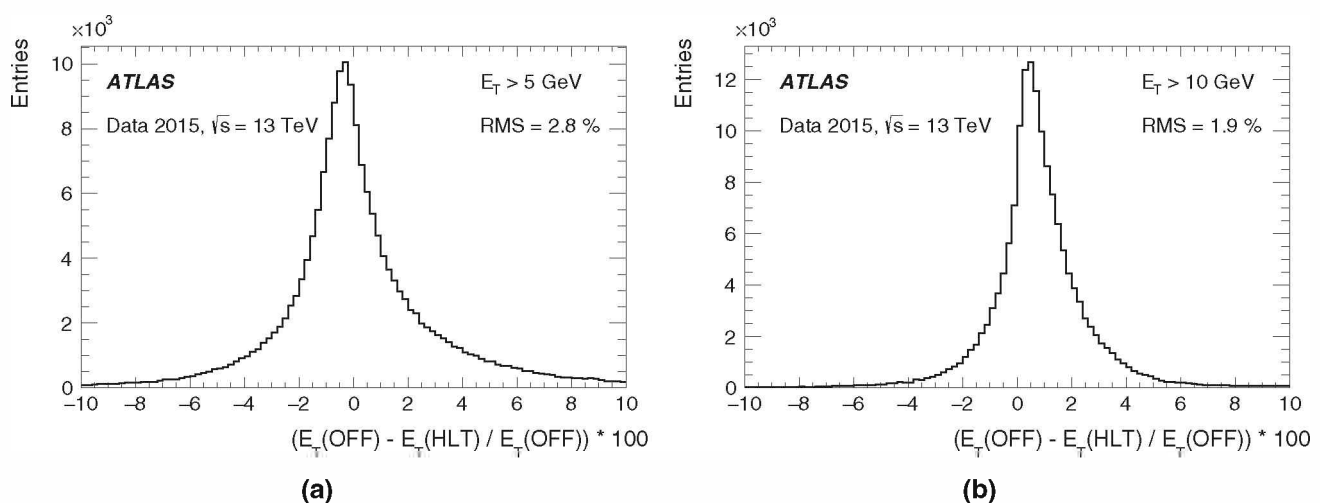 ×10³
Entries
10
8
6
4
2
0
ATLAS
E_T > 5 GeV
Data 2015, √s = 13 TeV
RMS = 2.8 %
−10 −8 −6 −4 −2 0 2 4 6 8 10
(E_T(OFF) - E_T(HLT) / E_T(OFF)) * 100
(a)
×10³
Entries
12
10
8
6
4
2
0
ATLAS
E_T > 10 GeV
Data 2015, √s = 13 TeV
RMS = 1.9 %
−10 −8 −6 −4 −2 0 2 4 6 8 10
(E_T(OFF) - E_T(HLT) / E_T(OFF)) * 100
(b)